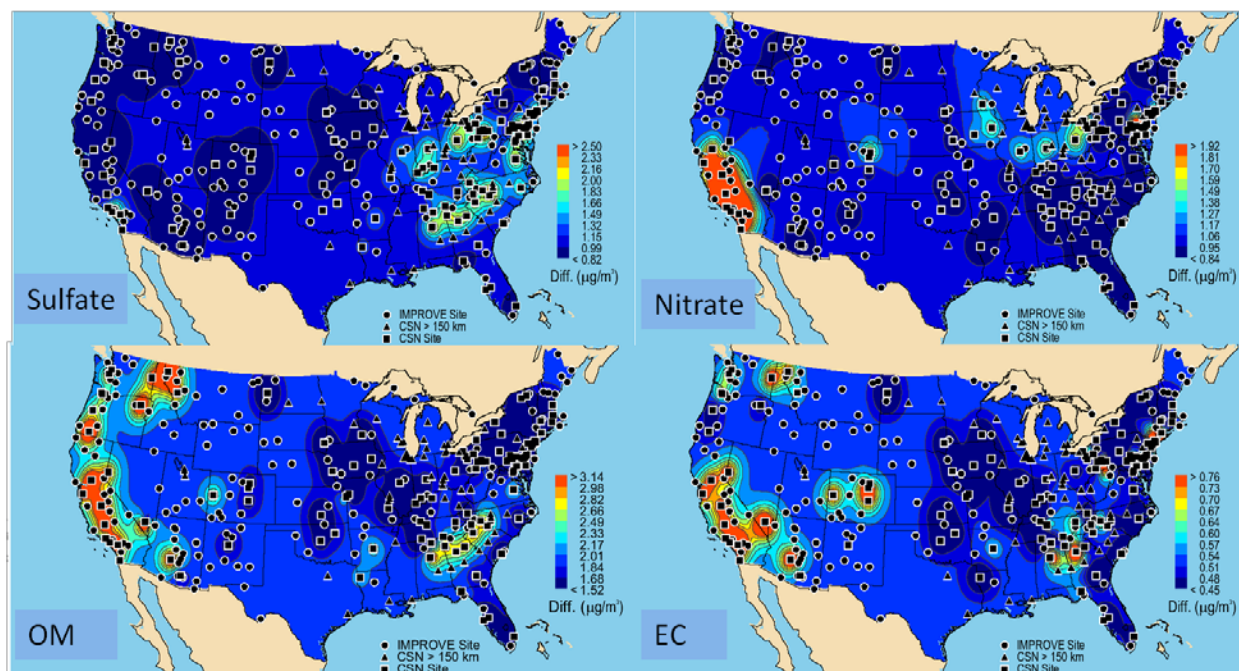 > 2.50
2.33
2.16
2.00
1.83
1.66
1.49
1.32
1.15
0.99
< 0.82
Diff. (µg/m³)
Sulfate
IMPROVE Site
CSN > 150 km
CSN Site
> 1.92
1.81
1.70
1.59
1.49
1.38
1.27
1.17
1.06
0.95
< 0.84
Diff. (µg/m³)
Nitrate
IMPROVE Site
CSN > 150 km
CSN Site
> 3.14
2.98
2.82
2.66
2.49
2.33
2.17
2.01
1.84
1.68
< 1.52
Diff. (µg/m³)
OM
IMPROVE Site
CSN > 150 km
CSN Site
> 0.76
0.73
0.70
0.67
0.64
0.60
0.57
0.54
0.51
0.48
< 0.45
Diff. (µg/m³)
EC
IMPROVE Site
CSN > 150 km
CSN Site